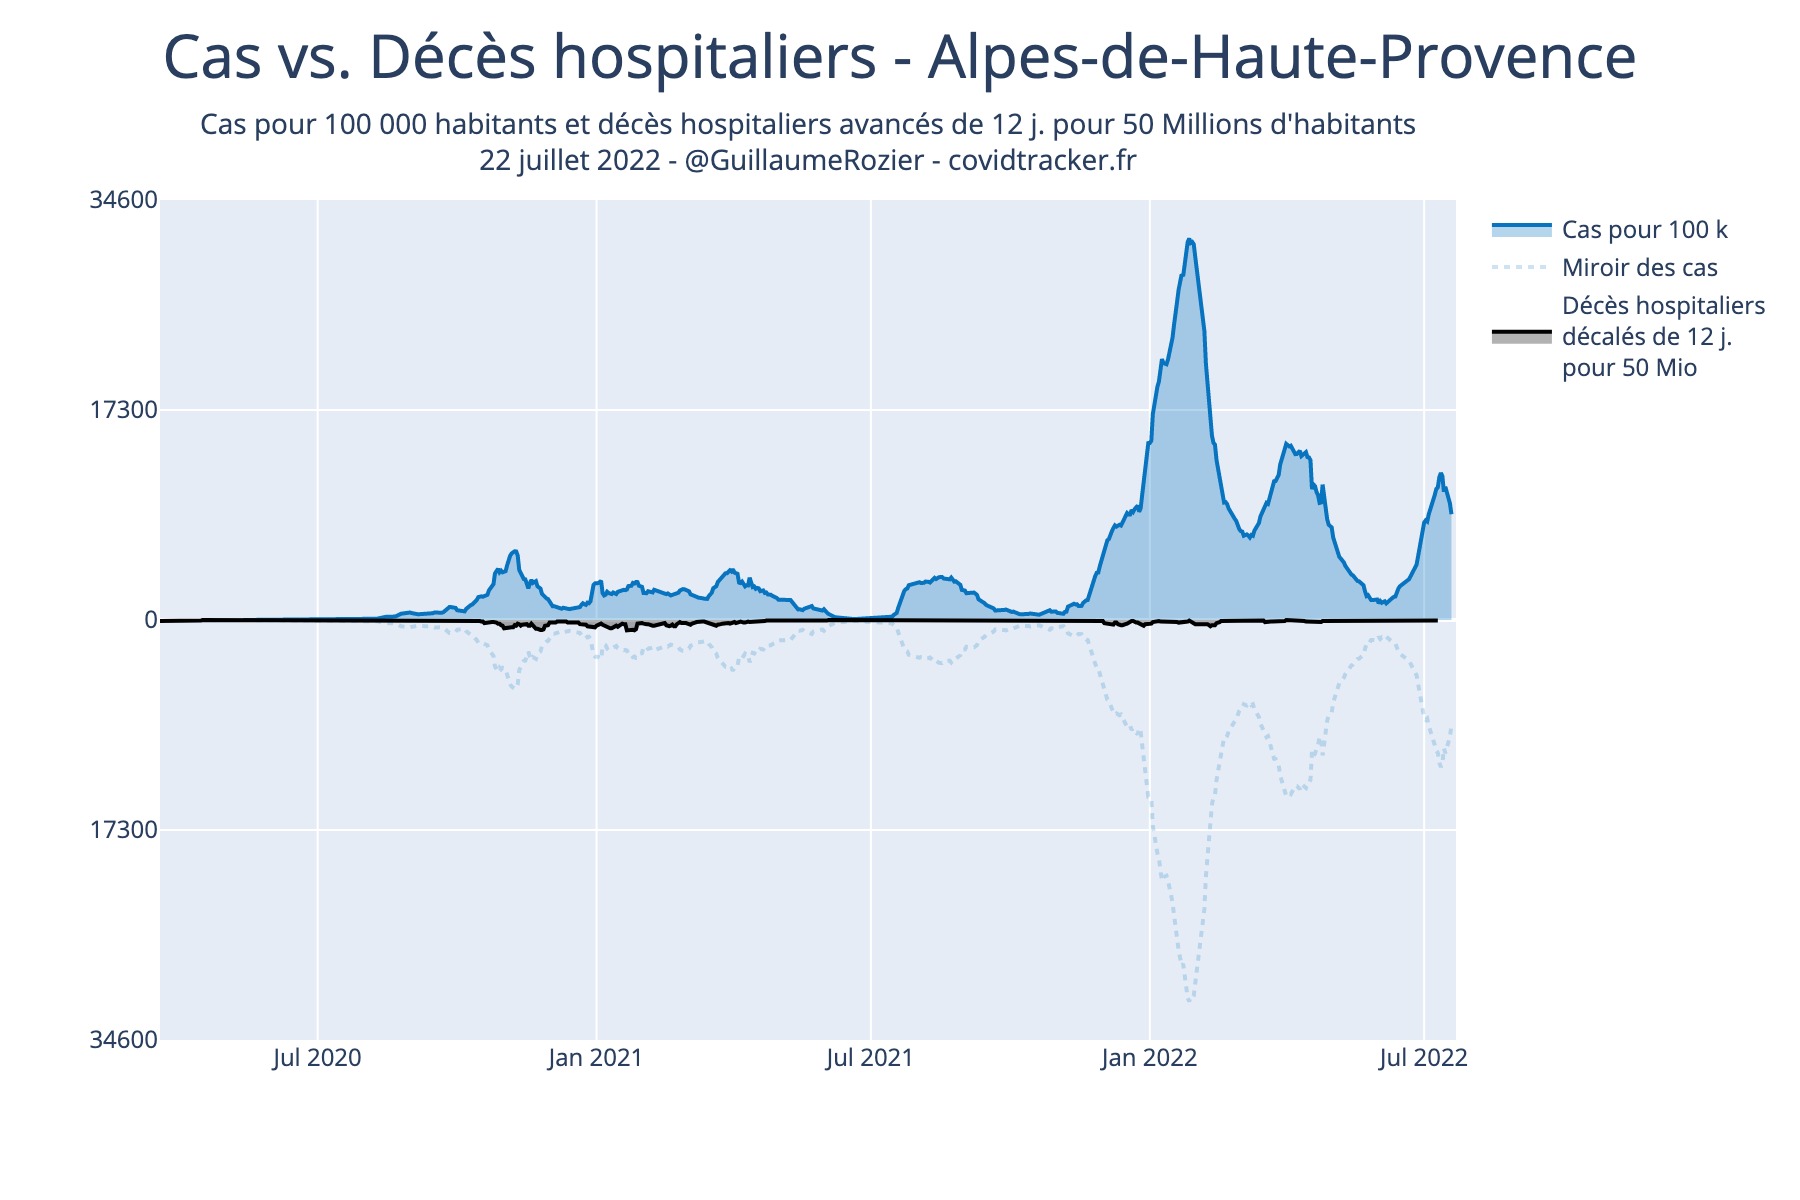 Cas vs. Décès hospitaliers - Alpes-de-Haute-Provence
Cas pour 100 000 habitants et décès hospitaliers avancés de 12 j. pour 50 Millions d'habitants
22 juillet 2022 - @GuillaumeRozier - covidtracker.fr
34600
17300
0
17300
34600
Jul 2020
Jan 2021
Jul 2021
Jan 2022
Jul 2022
Cas pour 100 k
Miroir des cas
Décès hospitaliers
décalés de 12 j.
pour 50 Mio